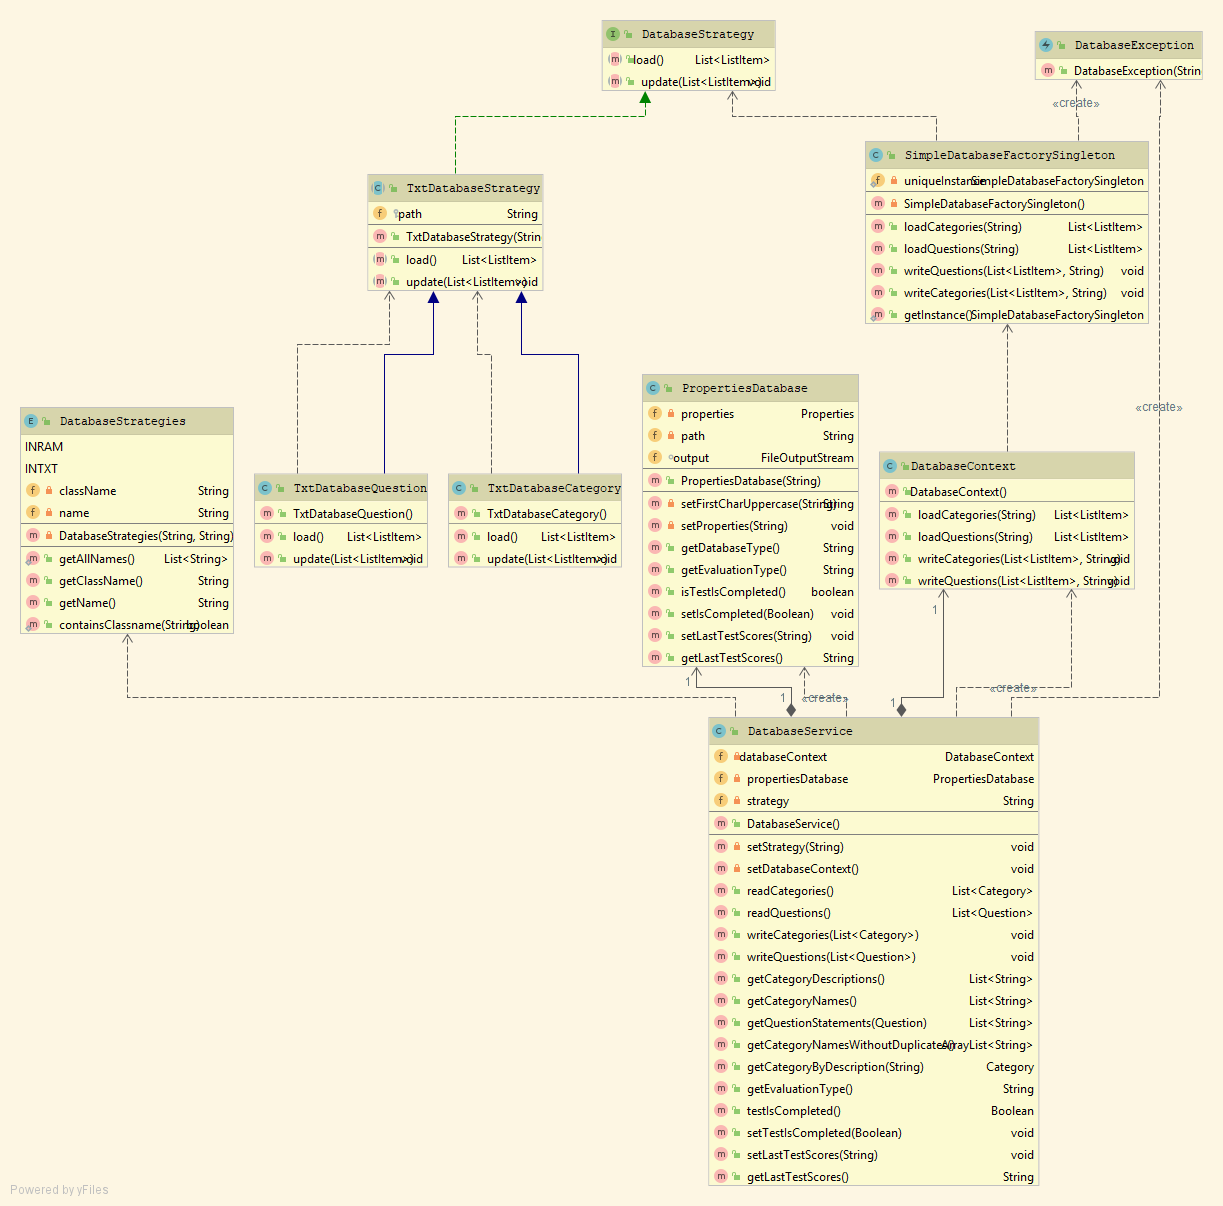 DatabaseStrategy
load() List<ListItem>
update(List<ListItem>) void
DatabaseException
DatabaseException(Strin
«create»
SimpleDatabaseFactorySingleton
uniqueInstance SimpleDatabaseFactorySingleton
SimpleDatabaseFactorySingleton()
loadCategories(String) List<ListItem>
loadQuestions(String) List<ListItem>
writeQuestions(List<ListItem>, String) void
writeCategories(List<ListItem>, String) void
getInstance() SimpleDatabaseFactorySingleton
TxtDatabaseStrategy
path String
TxtDatabaseStrategy(Strin
load() List<ListItem>
update(List<ListItem>) void
«create»
PropertiesDatabase
properties Properties
path String
output FileOutputStream
PropertiesDatabase(String)
setFirstCharUppercase(String) String
setProperties(String) void
getDatabaseType() String
getEvaluationType() String
isTestIsCompleted() boolean
setIsCompleted(Boolean) void
setLastTestScores(String) void
getLastTestScores() String
DatabaseStrategies
INRAM
INTXT
className String
name String
DatabaseStrategies(String, String)
getAllNames() List<String>
getClassName() String
getName() String
containsClassname(String) boolean
TxtDatabaseQuestion
TxtDatabaseQuestion()
load() List<ListItem>
update(List<ListItem>) void
TxtDatabaseCategory
TxtDatabaseCategory()
load() List<ListItem>
update(List<ListItem>) void
DatabaseContext
DatabaseContext()
loadCategories(String) List<ListItem>
loadQuestions(String) List<ListItem>
writeCategories(List<ListItem>, String) void
writeQuestions(List<ListItem>, String) void
1
1
1
«create»
1
«create»
DatabaseService
databaseContext DatabaseContext
propertiesDatabase PropertiesDatabase
strategy String
DatabaseService()
setStrategy(String) void
setDatabaseContext() void
readCategories() List<Category>
readQuestions() List<Question>
writeCategories(List<Category>) void
writeQuestions(List<Question>) void
getCategoryDescriptions() List<String>
getCategoryNames() List<String>
getQuestionStatements(Question) List<String>
getCategoryNamesWithoutDuplicates() ArrayList<String>
getCategoryByDescription(String) Category
getEvaluationType() String
testIsCompleted() Boolean
setTestIsCompleted(Boolean) void
setLastTestScores(String) void
getLastTestScores() String
Powered by yFiles